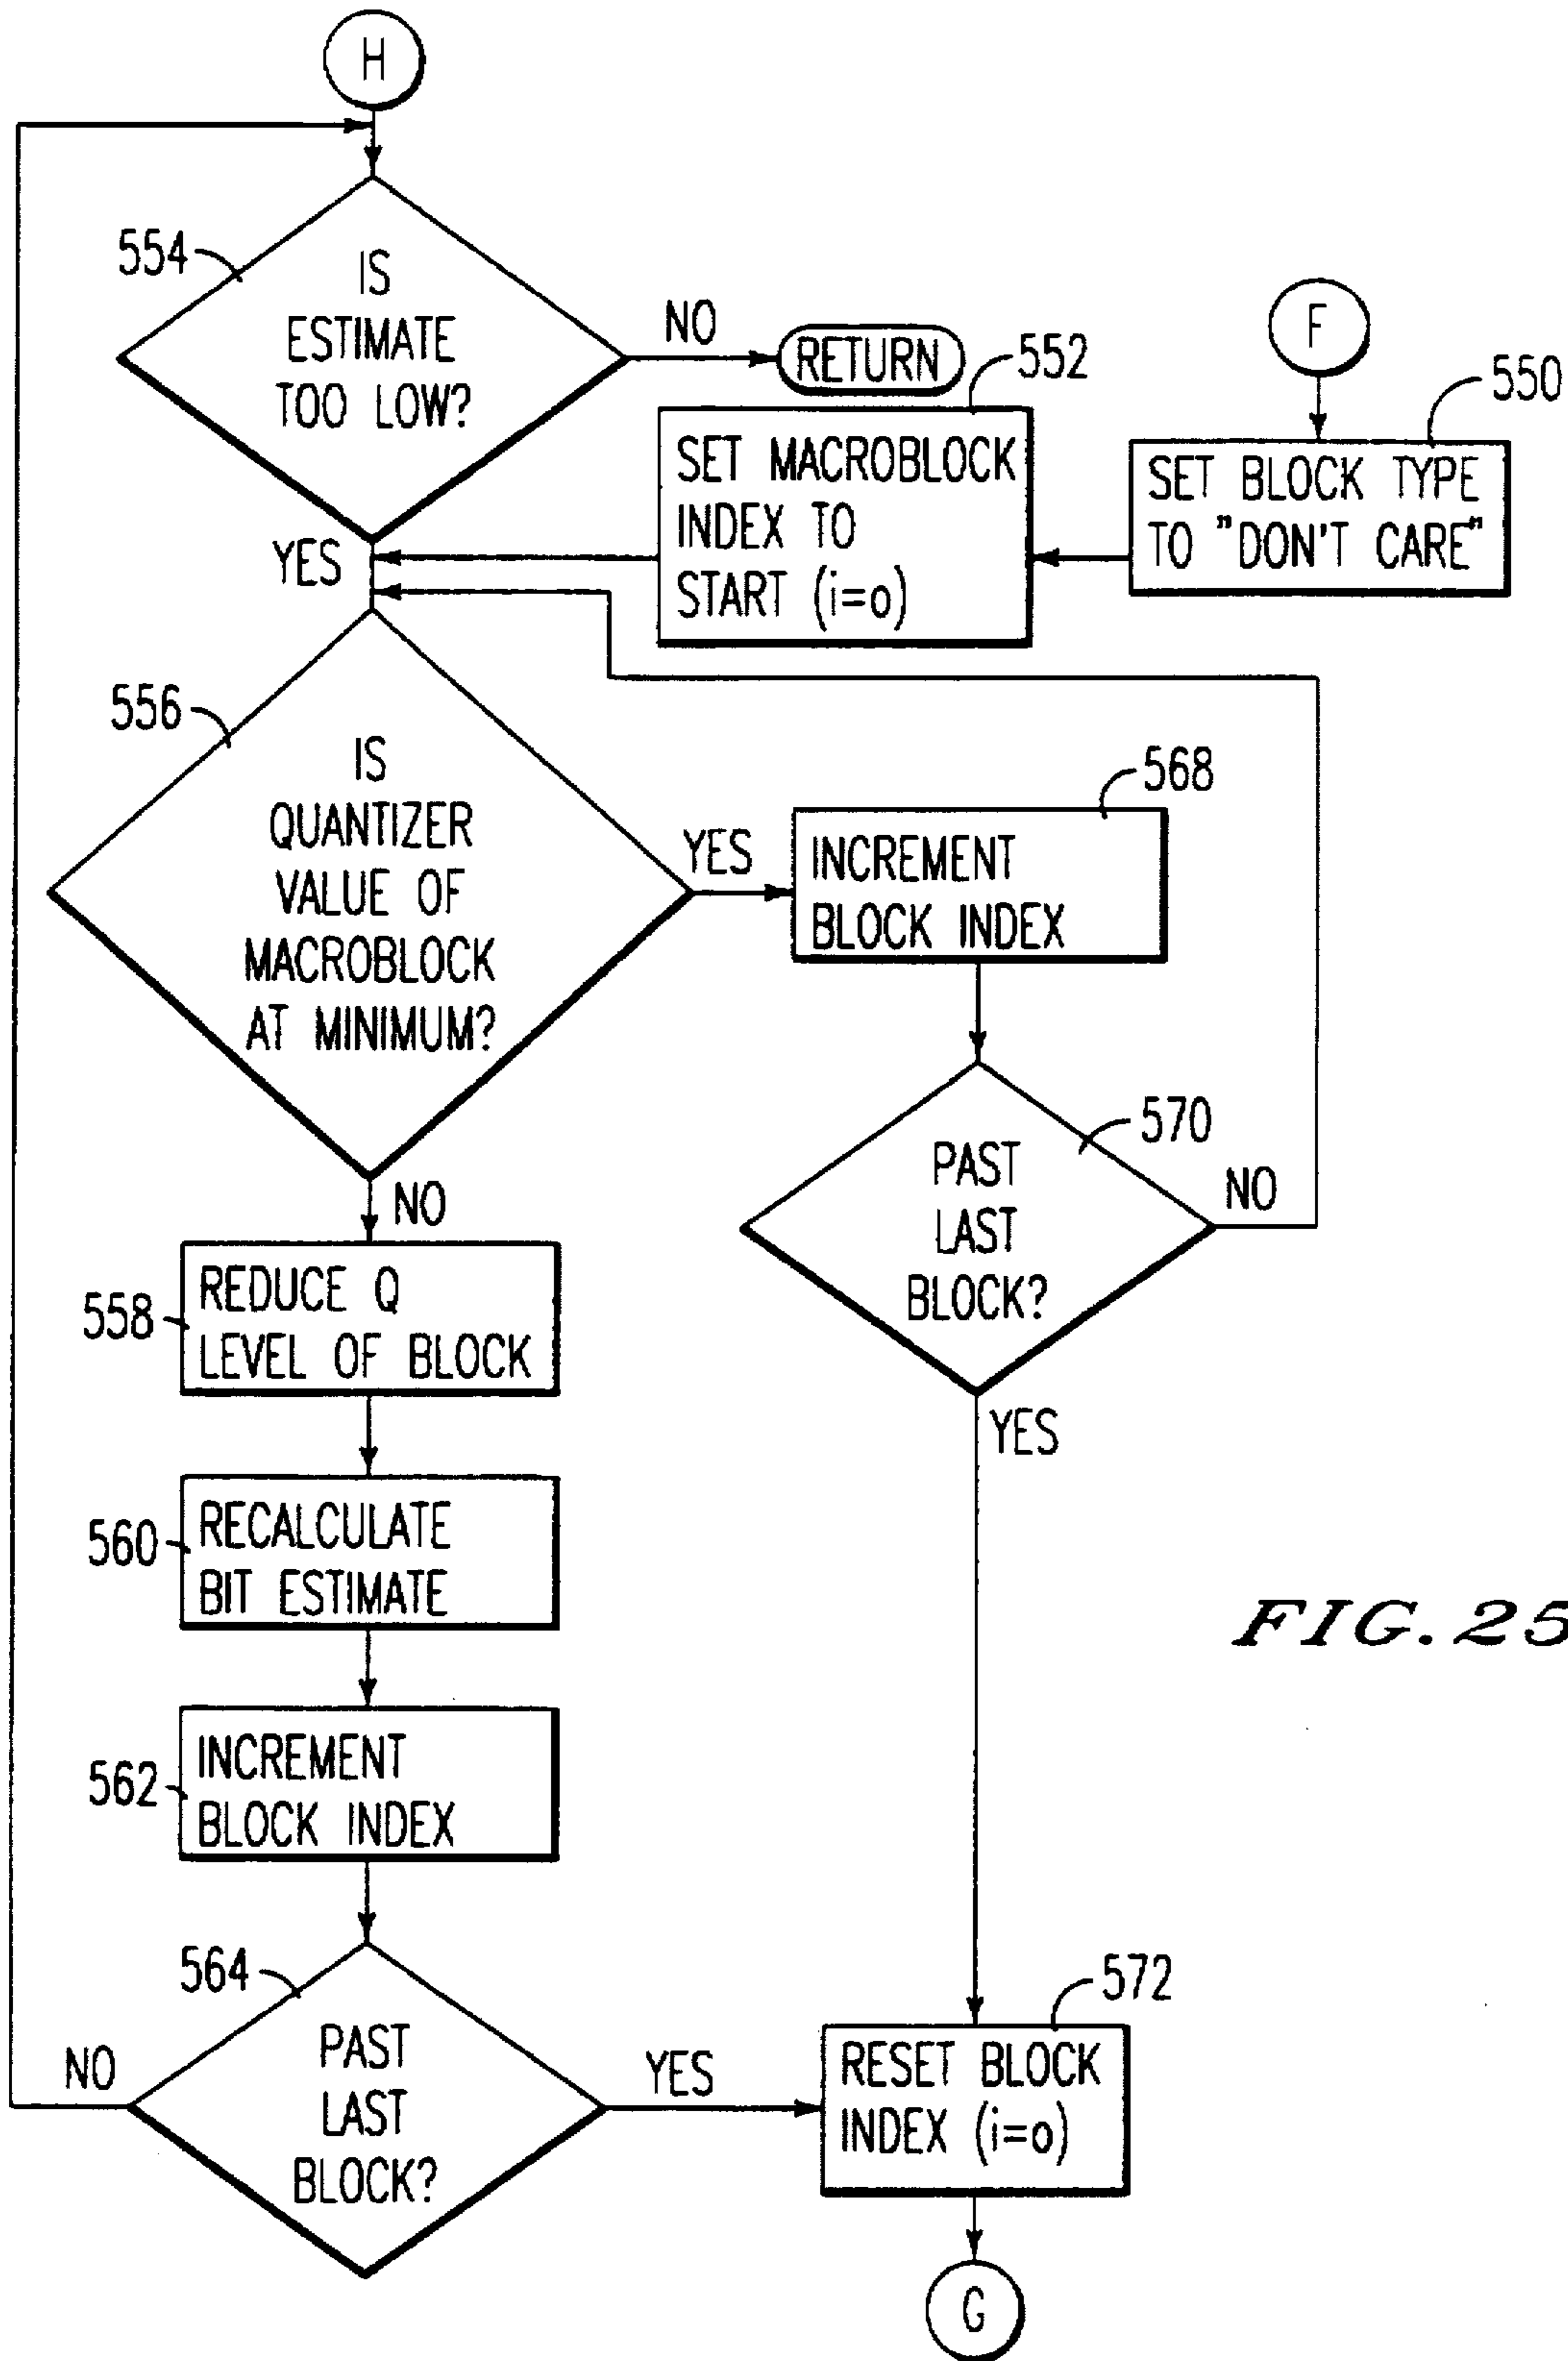 H
554
IS
ESTIMATE
TOO LOW?
NO
RETURN
552
F
550
SET MACROBLOCK
INDEX TO
START (i=o)
SET BLOCK TYPE
TO "DON'T CARE"
YES
556
IS
QUANTIZER
VALUE OF
MACROBLOCK
AT MINIMUM?
YES
568
INCREMENT
BLOCK INDEX
570
PAST
LAST
BLOCK?
NO
NO
558
REDUCE Q
LEVEL OF BLOCK
YES
560
RECALCULATE
BIT ESTIMATE
FIG. 25
562
INCREMENT
BLOCK INDEX
564
PAST
LAST
BLOCK?
NO
YES
572
RESET BLOCK
INDEX (i=o)
G